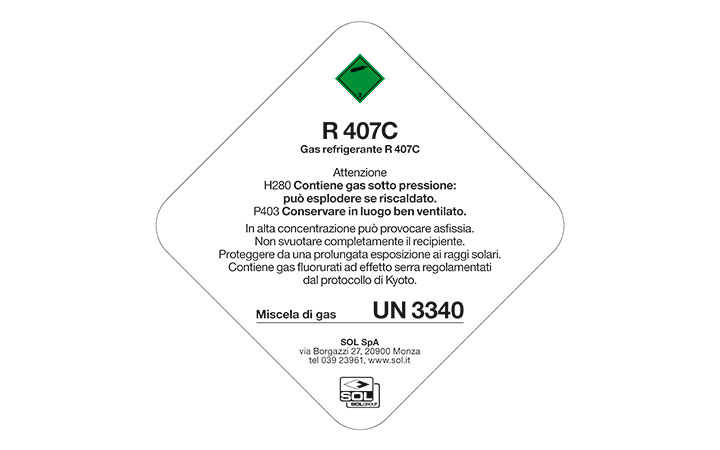 2
R 407C
Gas refrigerante R 407C
Attenzione
H280 Contiene gas sotto pressione:
può esplodere se riscaldato.
P403 Conservare in luogo ben ventilato.
In alta concentrazione può provocare asfissia.
Non svuotare completamente il recipiente.
Proteggere da una prolungata esposizione ai raggi solari.
Contiene gas fluorurati ad effetto serra regolamentati
dal protocollo di Kyoto.
Miscela di gas UN 3340
SOL SpA
via Borgazzi 27, 20900 Monza
tel 039 23961, www.sol.it
SOL
SOLGROUP